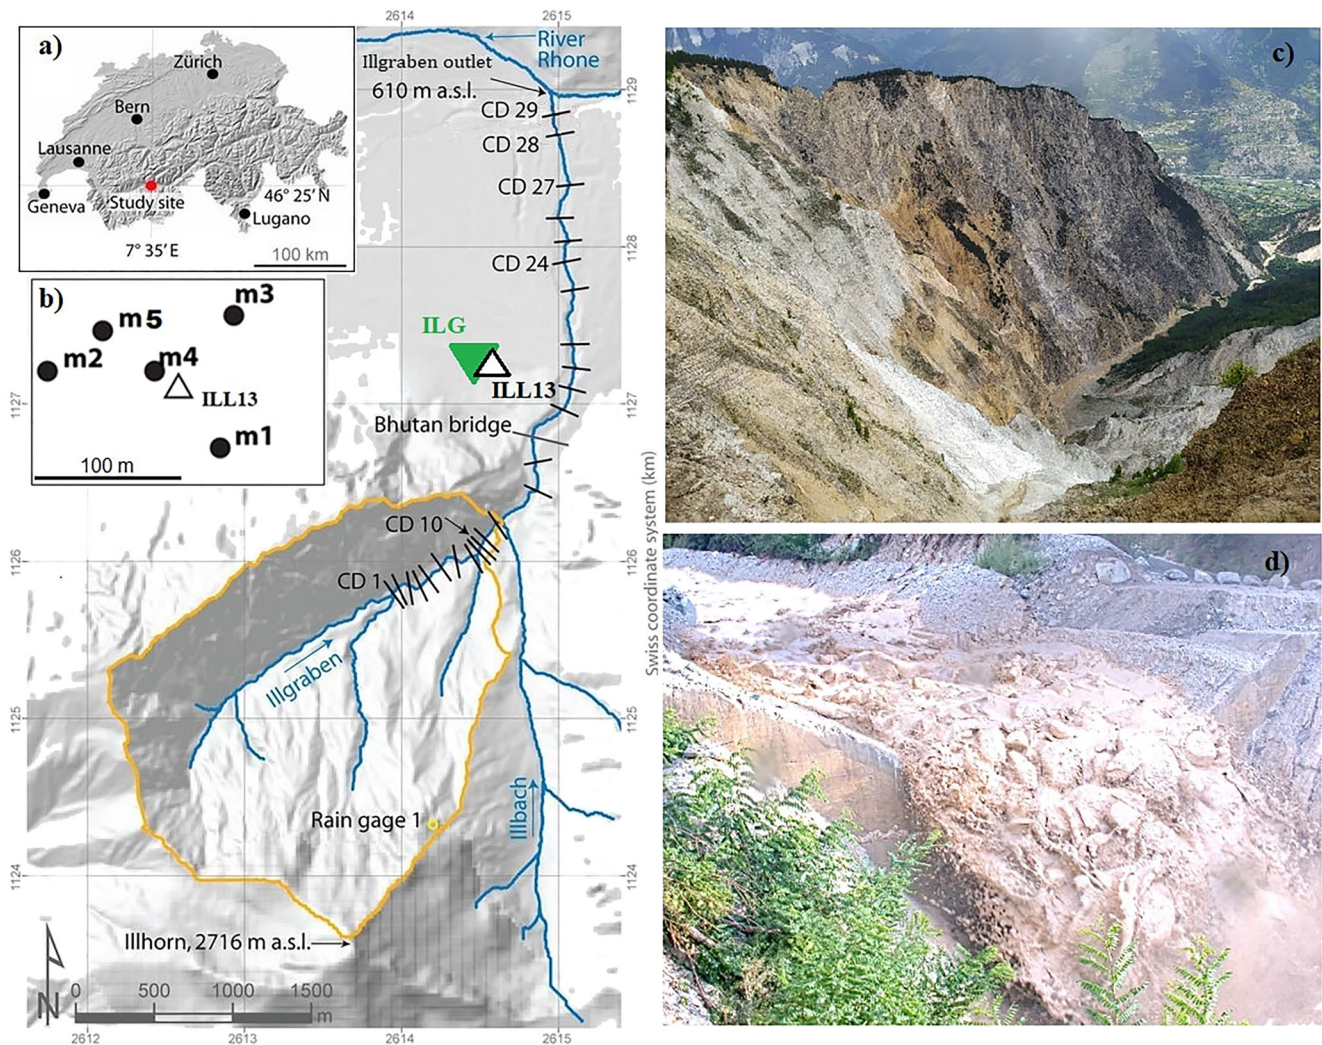 2614
2615
a)
Zürich
Bern
Lausanne
Geneva
Study site
Lugano
46° 25′ N
7° 35′ E
100 km
River
Rhone
Illgraben outlet
610 m a.s.l.
CD 29
CD 28
CD 27
CD 24
1129
1128
b)
m3
m5
m2
m4
ILL13
m1
100 m
ILG
ILL13
1127
1127
Bhutan bridge
CD 10
CD 1
1126
1126
Illgraben
1125
1125
Illbach
Rain gage 1
1124
1124
Illhorn, 2716 m a.s.l.
N
0
500
1000
1500
m
2612
2613
2614
2615
Swiss coordinate system (km)
c)
d)